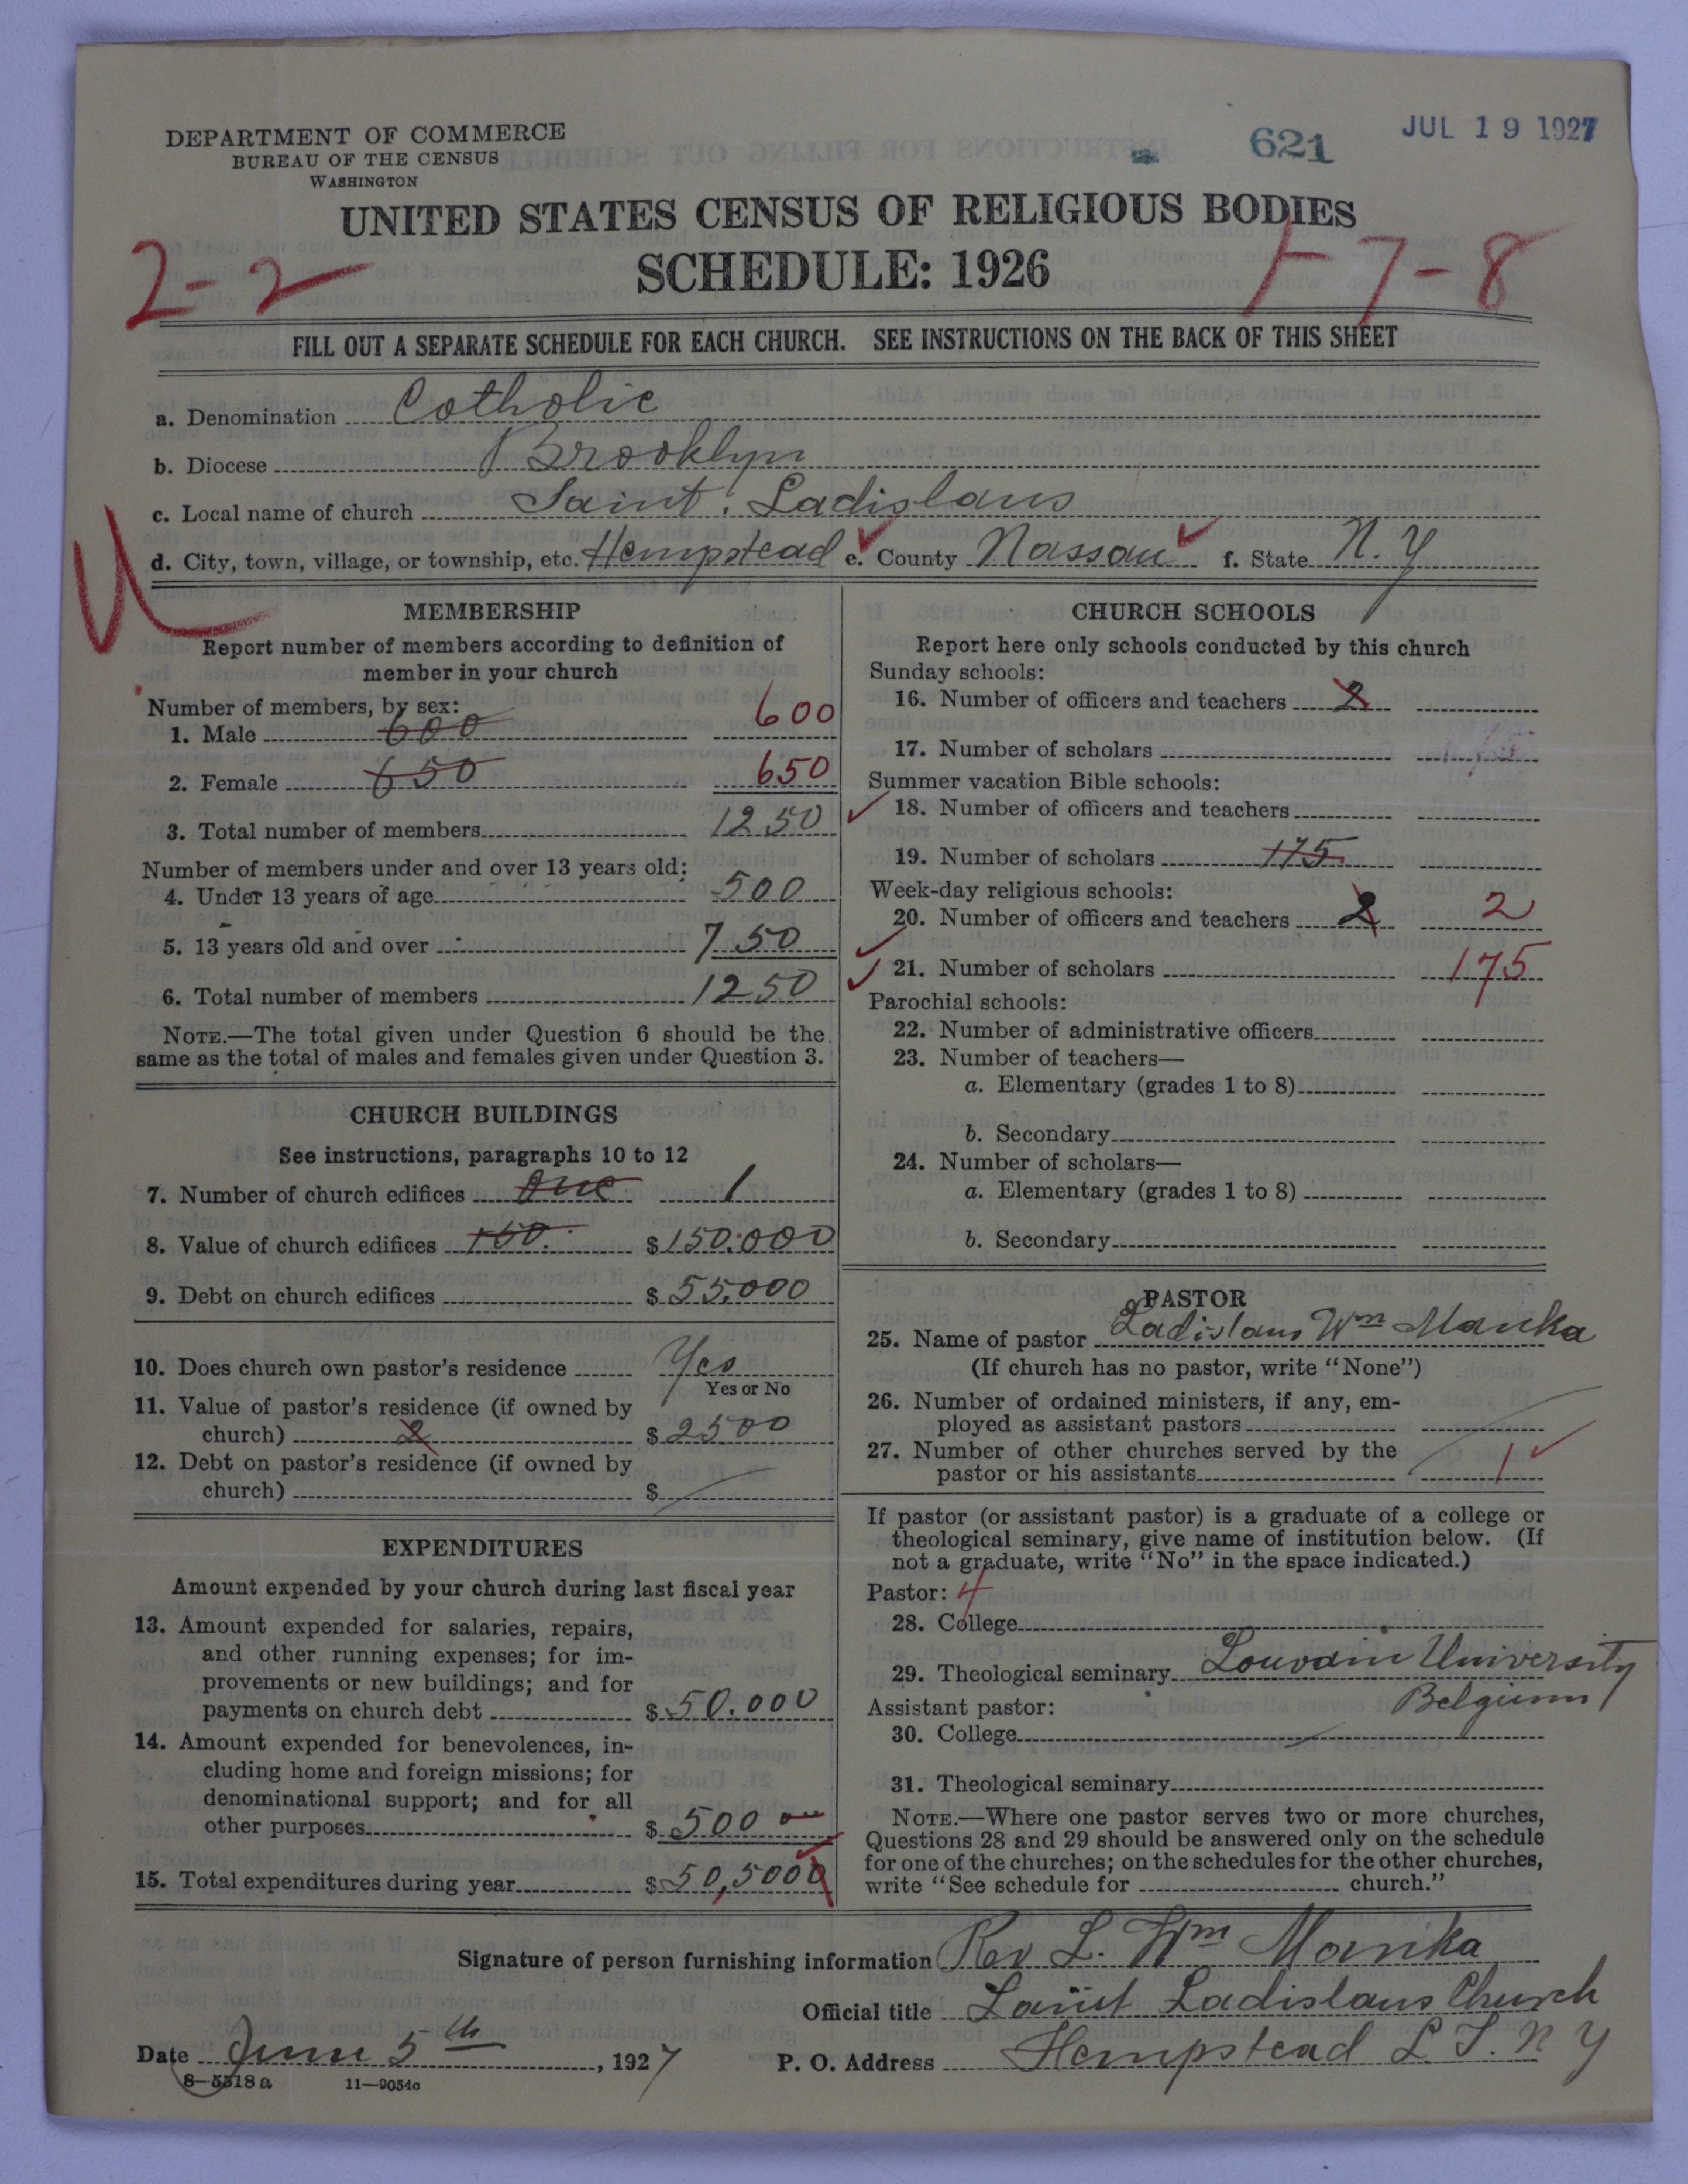 DEPARTMENT OF COMMERCE
BUREAU OF THE CENSUS
WASHINGTON
621
JUL 19 1927
UNITED STATES CENSUS OF RELIGIOUS BODIES
SCHEDULE: 1926
2-2
1-7-8
FILL OUT A SEPARATE SCHEDULE FOR EACH CHURCH. SEE INSTRUCTIONS ON THE BACK OF THIS SHEET
a. Denomination Catholic
b. Diocese Brooklyn
c. Local name of church Saint. Ladislaus
d. City, town, village, or township, etc. Hempstead e. County Nassau f. State N. Y
MEMBERSHIP
Report number of members according to definition of
member in your church
Number of members, by sex:
1. Male 600 600
2. Female 650 650
3. Total number of members 1250
Number of members under and over 13 years old:
4. Under 13 years of age 500
5. 13 years old and over 750
6. Total number of members 1250
NOTE.—The total given under Question 6 should be the
same as the total of males and females given under Question 3.
CHURCH BUILDINGS
See instructions, paragraphs 10 to 12
7. Number of church edifices one 1
8. Value of church edifices 150. $150.000
9. Debt on church edifices $55.000
10. Does church own pastor's residence Yes
Yes or No
11. Value of pastor's residence (if owned by
church) 2 $2500
12. Debt on pastor's residence (if owned by
church) $
EXPENDITURES
Amount expended by your church during last fiscal year
13. Amount expended for salaries, repairs,
and other running expenses; for im-
provements or new buildings; and for
payments on church debt $50.000
14. Amount expended for benevolences, in-
cluding home and foreign missions; for
denominational support; and for all
other purposes $500
15. Total expenditures during year $50,5000
CHURCH SCHOOLS
Report here only schools conducted by this church
Sunday schools:
16. Number of officers and teachers 2
17. Number of scholars
Summer vacation Bible schools:
18. Number of officers and teachers
19. Number of scholars 175
Week-day religious schools:
20. Number of officers and teachers 2 2
21. Number of scholars 175
Parochial schools:
22. Number of administrative officers
23. Number of teachers—
a. Elementary (grades 1 to 8)
b. Secondary
24. Number of scholars—
a. Elementary (grades 1 to 8)
b. Secondary
PASTOR
25. Name of pastor Ladislaus Wm Manka
(If church has no pastor, write "None")
26. Number of ordained ministers, if any, em-
ployed as assistant pastors
27. Number of other churches served by the
pastor or his assistants 1
If pastor (or assistant pastor) is a graduate of a college or
theological seminary, give name of institution below. (If
not a graduate, write "No" in the space indicated.)
Pastor: 4
28. College
29. Theological seminary Louvain University
Belgium
Assistant pastor:
30. College
31. Theological seminary
NOTE.—Where one pastor serves two or more churches,
Questions 28 and 29 should be answered only on the schedule
for one of the churches; on the schedules for the other churches,
write "See schedule for church."
Signature of person furnishing information Rev L. Wm Manka
Official title Saint Ladislaus Church
Date June 5th, 1927 P. O. Address Hempstead L. I. N Y
8—5518a 11—9054c